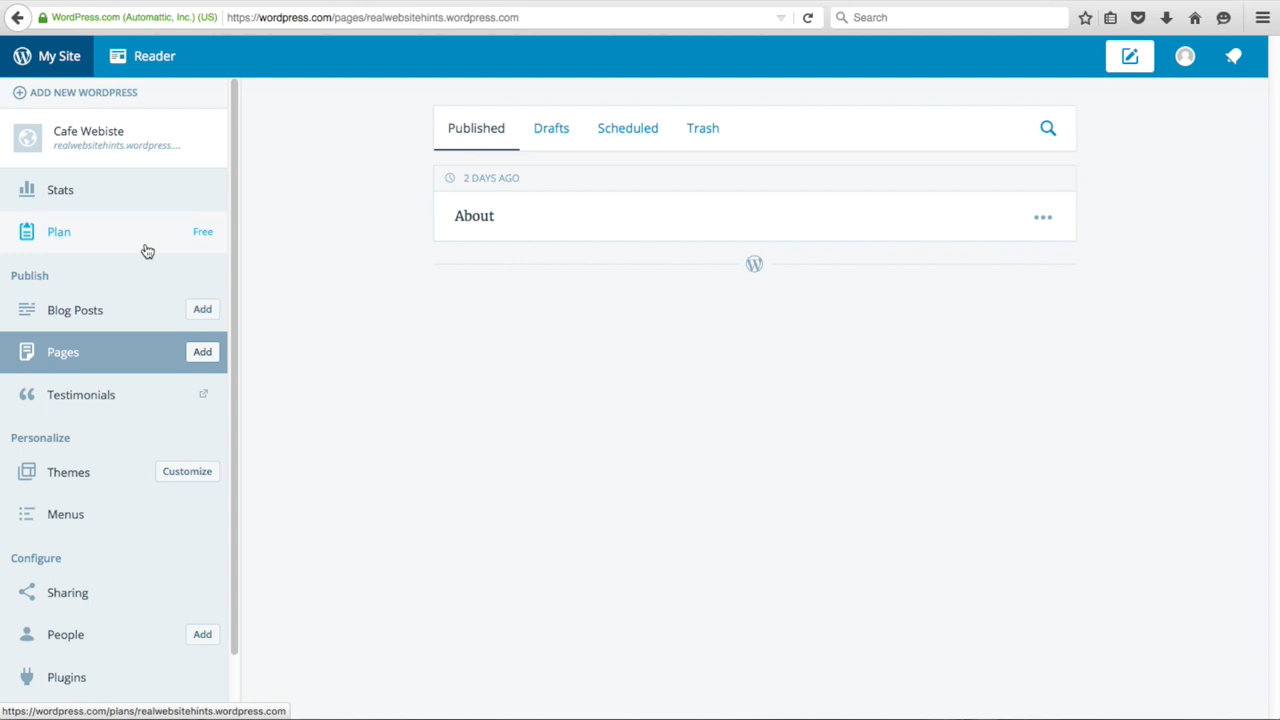 WordPress.com (Automattic, Inc.) (US)
https://wordpress.com/pages/realwebsitehints.wordpress.com
Search
My Site
Reader
ADD NEW WORDPRESS
Cafe Webiste
realwebsitehints.wordpress....
Stats
Plan Free
Publish
Blog Posts Add
Pages Add
Testimonials
Personalize
Themes Customize
Menus
Configure
Sharing
People Add
Plugins
Published Drafts Scheduled Trash
2 DAYS AGO
About
https://wordpress.com/plans/realwebsitehints.wordpress.com